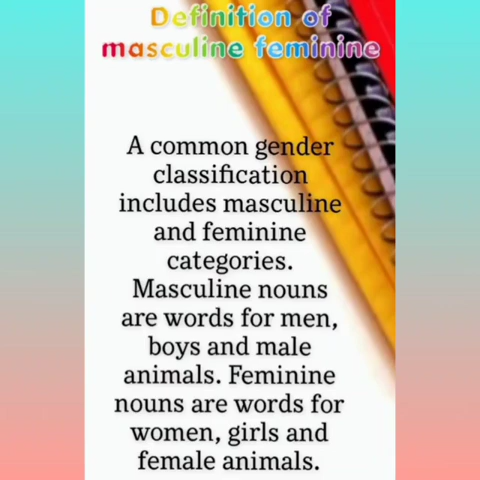 Definition of
masculine feminine
A common gender
classification
includes masculine
and feminine
categories.
Masculine nouns
are words for men,
boys and male
animals. Feminine
nouns are words for
women, girls and
female animals.